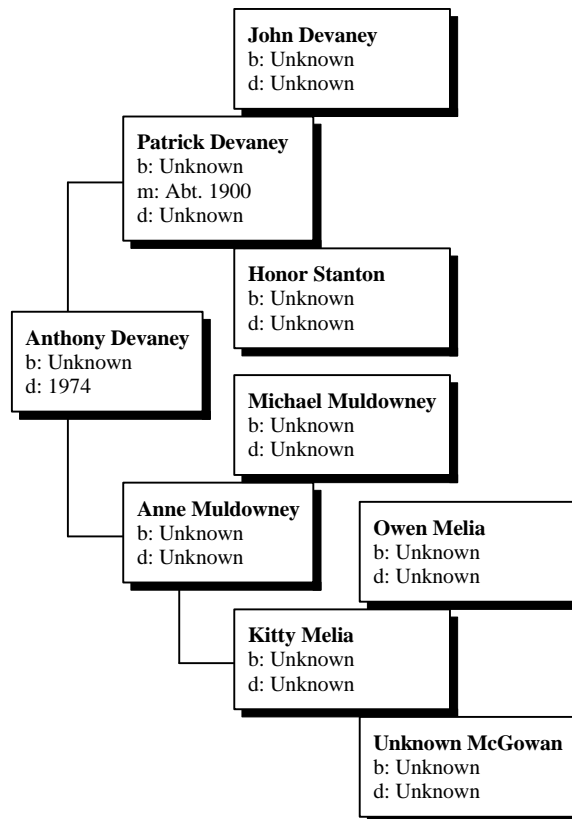 John Devaney
b: Unknown
d: Unknown
Patrick Devaney
b: Unknown
m: Abt. 1900
d: Unknown
Honor Stanton
b: Unknown
d: Unknown
Anthony Devaney
b: Unknown
d: 1974
Michael Muldowney
b: Unknown
d: Unknown
Anne Muldowney
b: Unknown
d: Unknown
Owen Melia
b: Unknown
d: Unknown
Kitty Melia
b: Unknown
d: Unknown
Unknown McGowan
b: Unknown
d: Unknown